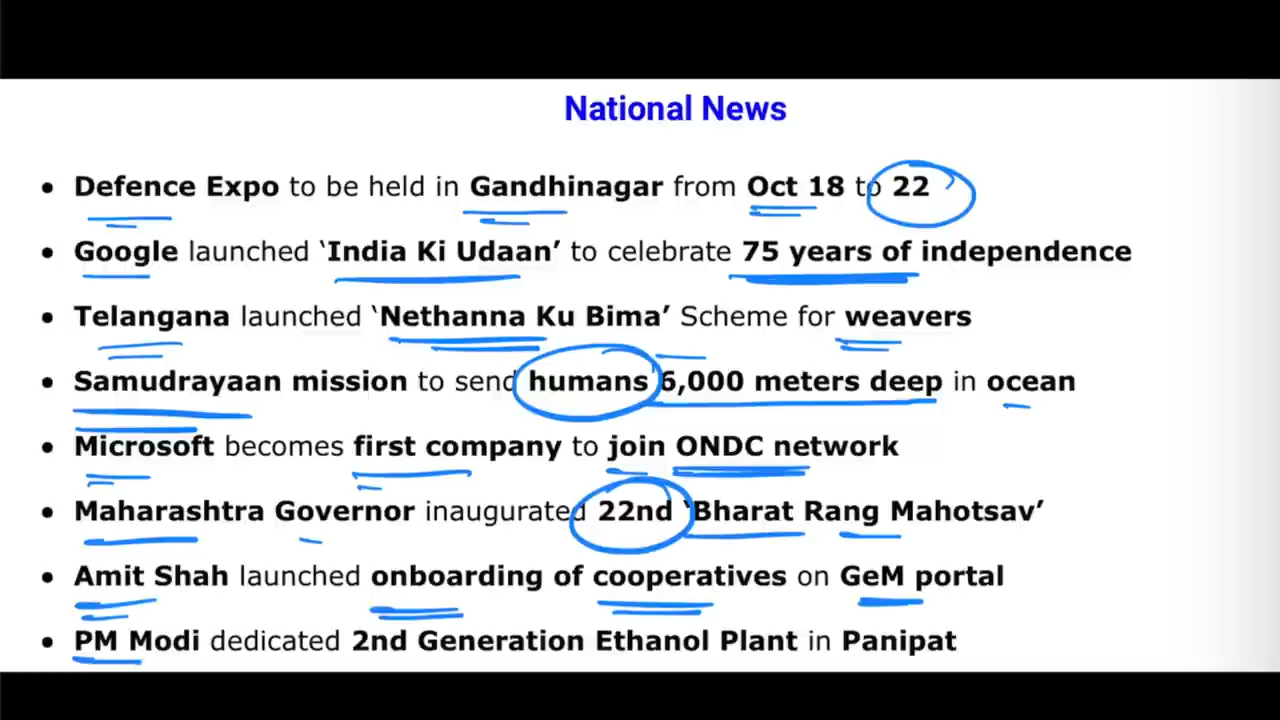 National News
• Defence Expo to be held in Gandhinagar from Oct 18 to 22
• Google launched ‘India Ki Udaan’ to celebrate 75 years of independence
• Telangana launched ‘Nethanna Ku Bima’ Scheme for weavers
• Samudrayaan mission to send humans 6,000 meters deep in ocean
• Microsoft becomes first company to join ONDC network
• Maharashtra Governor inaugurated 22nd ‘Bharat Rang Mahotsav’
• Amit Shah launched onboarding of cooperatives on GeM portal
• PM Modi dedicated 2nd Generation Ethanol Plant in Panipat